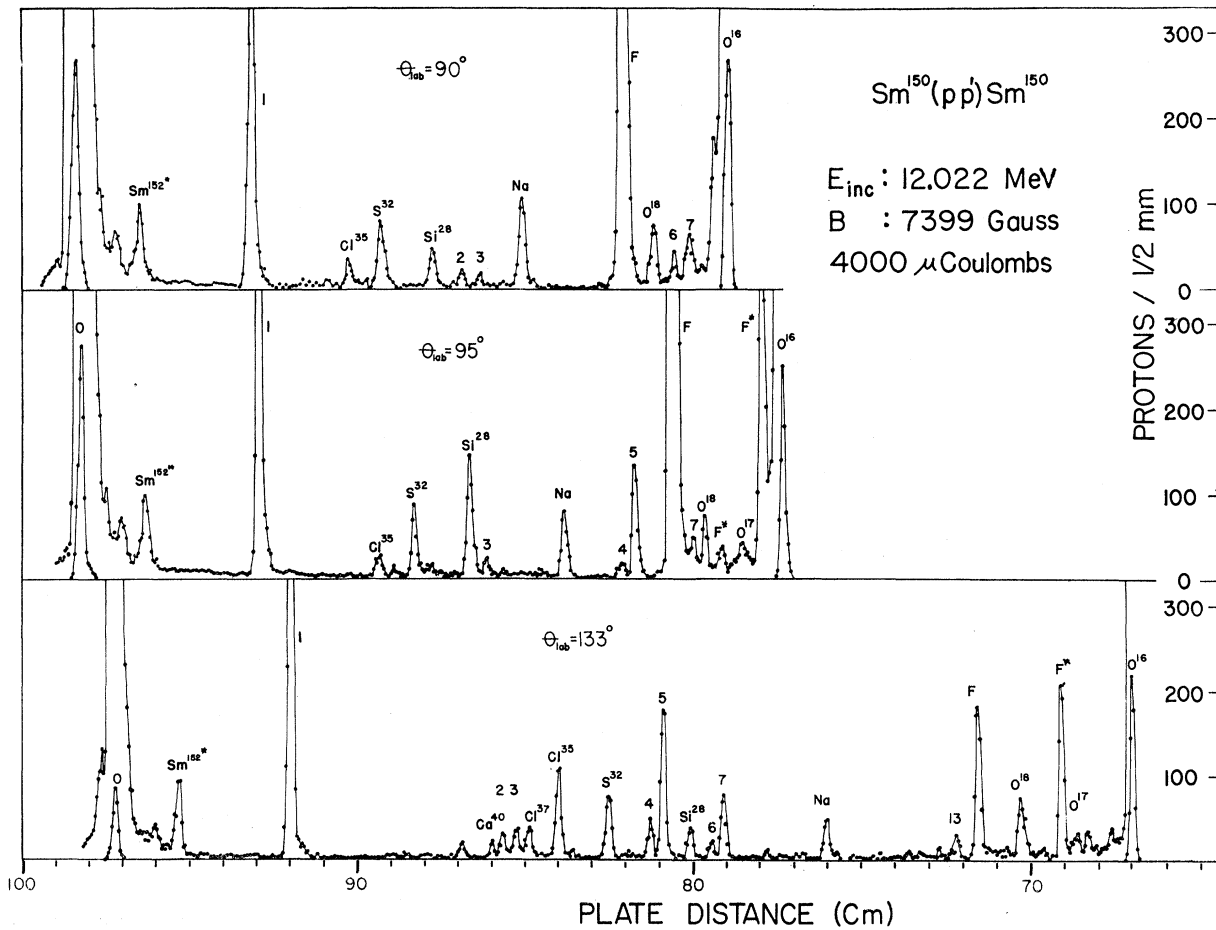 θlab=90°
Sm¹⁵²*
I
Cl³⁵
S³²
Si²⁸
2
3
Na
F
O¹⁸
6
7
O¹⁶
Sm¹⁵⁰(pp')Sm¹⁵⁰
Einc : 12.022 MeV
B : 7399 Gauss
4000 μCoulombs
300
200
100
0
θlab=95°
O
Sm¹⁵²*
I
Cl³⁵
S³²
Si²⁸
3
Na
4
5
F
7
O¹⁸
F*
O¹⁷
F*
O¹⁶
300
200
100
0
PROTONS / 1/2 mm
θlab=133°
O
Sm¹⁵²*
I
Ca⁴⁰
2 3
Cl³⁷
Cl³⁵
S³²
4
5
Si²⁸
6
7
Na
13
F
O¹⁸
F*
O¹⁷
O¹⁶
300
200
100
100
90
80
70
PLATE DISTANCE (Cm)